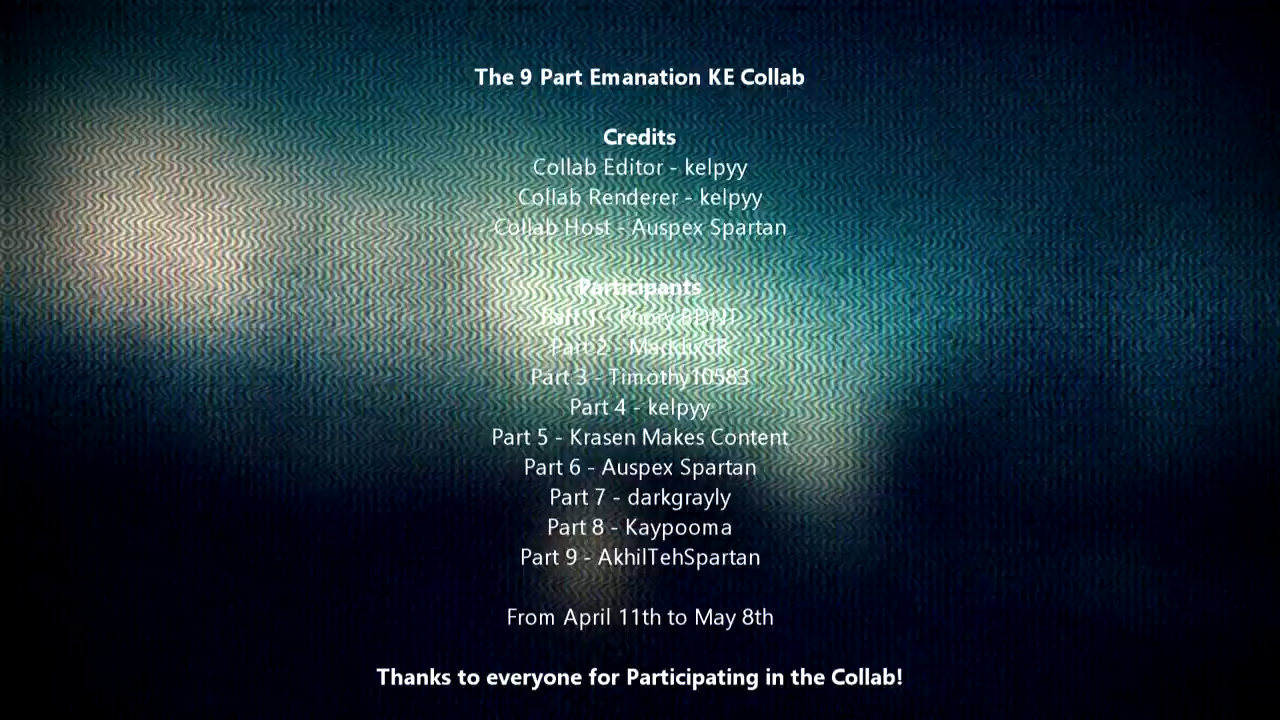 The 9 Part Emanation KE Collab
Credits
Collab Editor - kelpyy
Collab Renderer - kelpyy
Collab Host - Auspex Spartan
Participants
Part 1 -
Part 2 -
Part 3 - Timothy10583
Part 4 - kelpyy
Part 5 - Krasen Makes Content
Part 6 - Auspex Spartan
Part 7 - darkgrayly
Part 8 - Kaypooma
Part 9 - AkhilTehSpartan
From April 11th to May 8th
Thanks to everyone for Participating in the Collab!